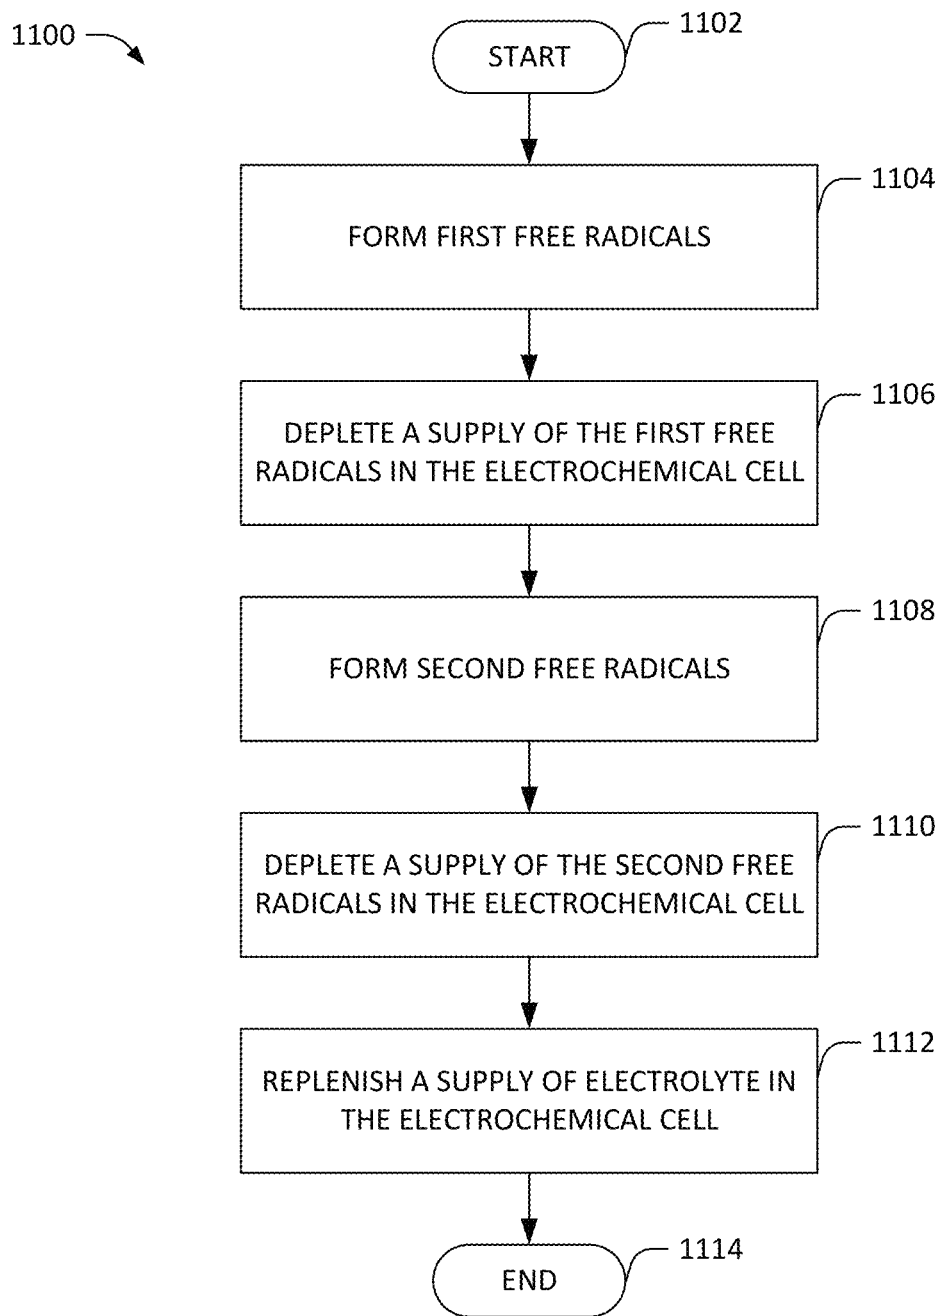 1100
START
1102
1104
FORM FIRST FREE RADICALS
1106
DEPLETE A SUPPLY OF THE FIRST FREE
RADICALS IN THE ELECTROCHEMICAL CELL
1108
FORM SECOND FREE RADICALS
1110
DEPLETE A SUPPLY OF THE SECOND FREE
RADICALS IN THE ELECTROCHEMICAL CELL
1112
REPLENISH A SUPPLY OF ELECTROLYTE IN
THE ELECTROCHEMICAL CELL
1114
END